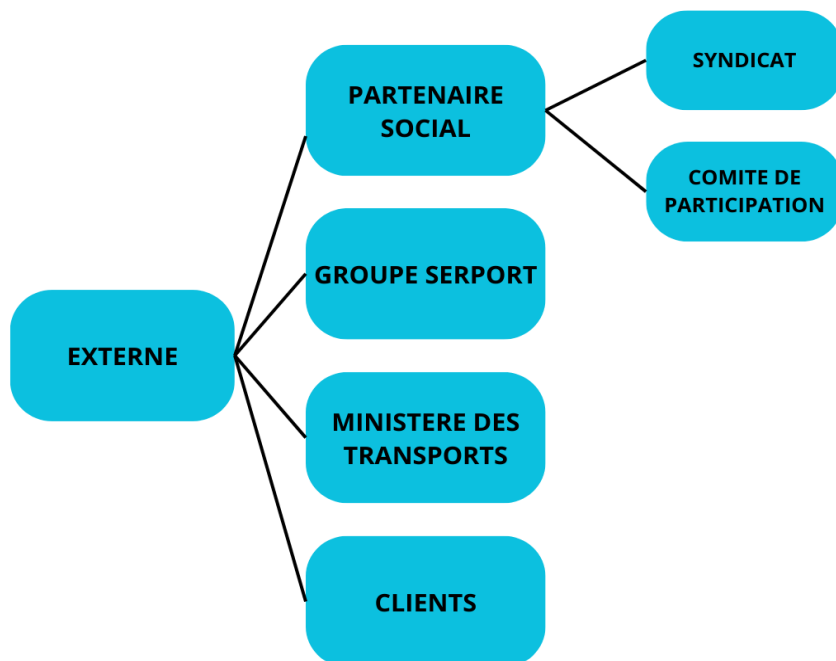 EXTERNE
PARTENAIRE
SOCIAL
SYNDICAT
COMITE DE
PARTICIPATION
GROUPE SERPORT
MINISTERE DES
TRANSPORTS
CLIENTS